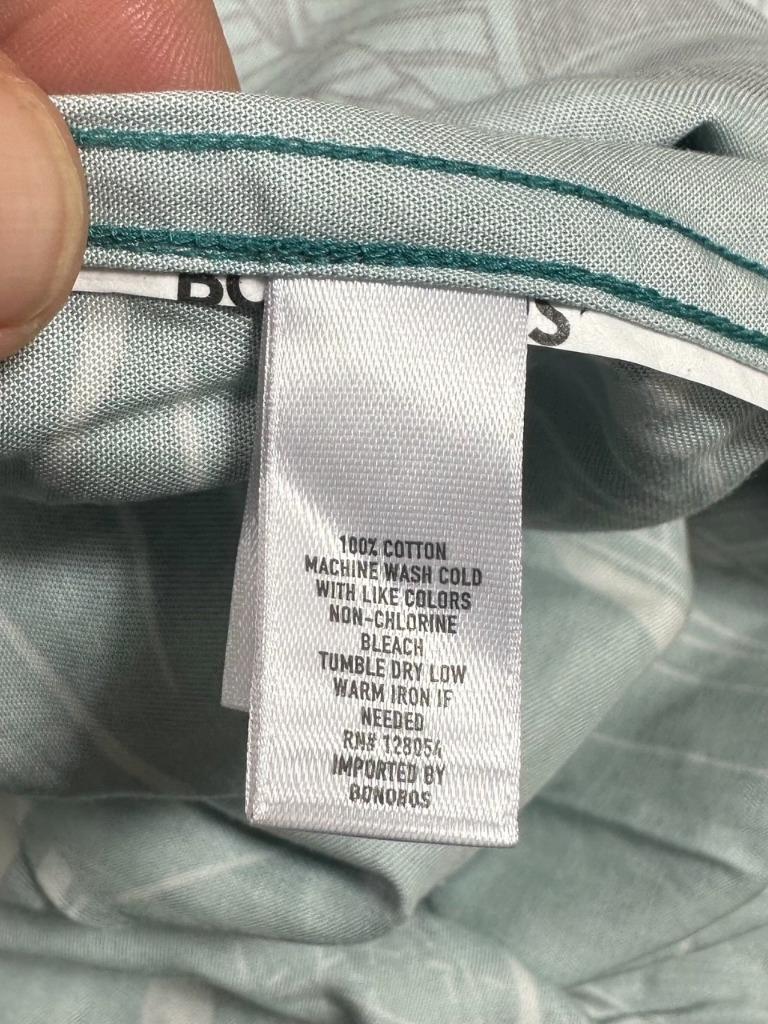 BO S
100% COTTON
MACHINE WASH COLD
WITH LIKE COLORS
NON-CHLORINE
BLEACH
TUMBLE DRY LOW
WARM IRON IF
NEEDED
RN# 128054
IMPORTED BY
BONOBOS